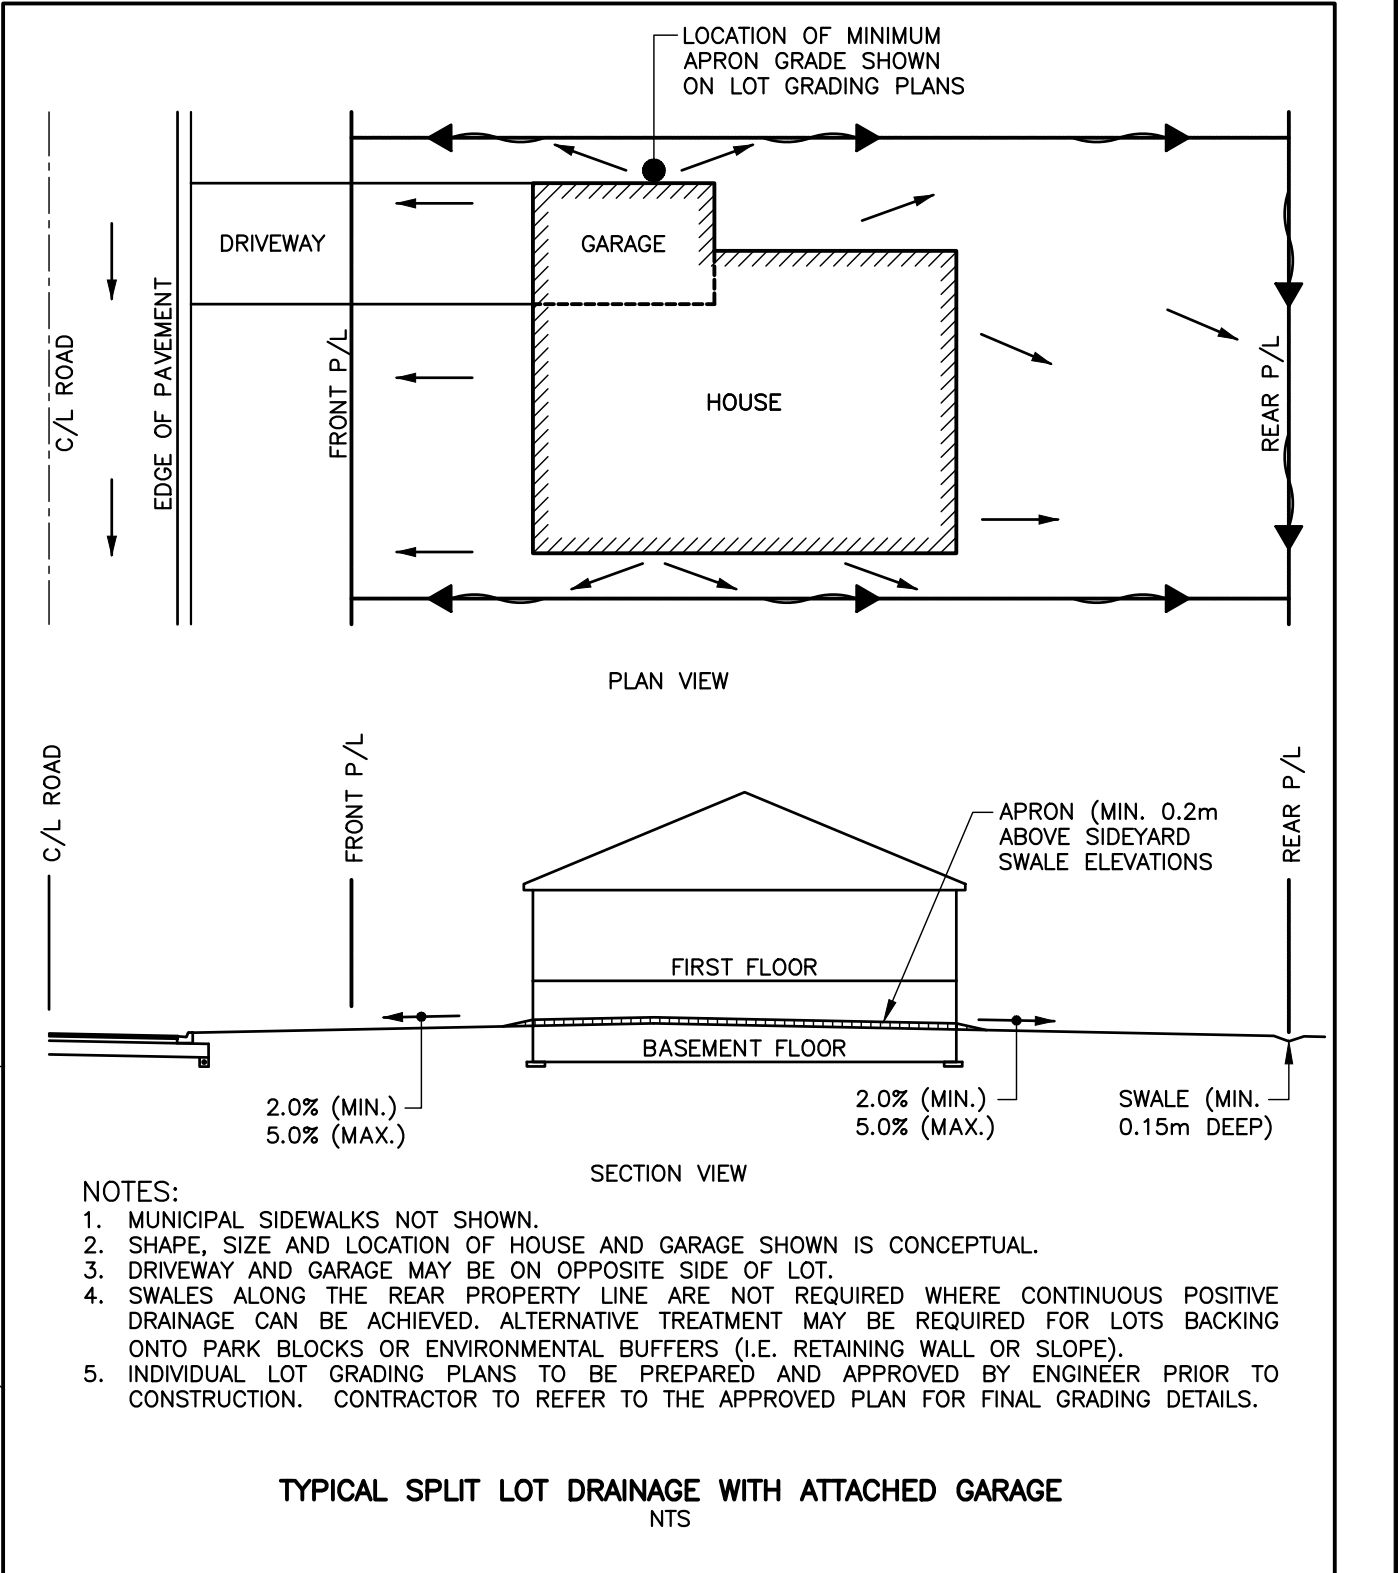 LOCATION OF MINIMUM
APRON GRADE SHOWN
ON LOT GRADING PLANS
DRIVEWAY
GARAGE
C/L ROAD
EDGE OF PAVEMENT
FRONT P/L
HOUSE
REAR P/L
PLAN VIEW
C/L ROAD
FRONT P/L
REAR P/L
APRON (MIN. 0.2m
ABOVE SIDEYARD
SWALE ELEVATIONS
FIRST FLOOR
BASEMENT FLOOR
2.0% (MIN.)
5.0% (MAX.)
2.0% (MIN.)
5.0% (MAX.)
SWALE (MIN.
0.15m DEEP)
SECTION VIEW
NOTES:
1. MUNICIPAL SIDEWALKS NOT SHOWN.
2. SHAPE, SIZE AND LOCATION OF HOUSE AND GARAGE SHOWN IS CONCEPTUAL.
3. DRIVEWAY AND GARAGE MAY BE ON OPPOSITE SIDE OF LOT.
4. SWALES ALONG THE REAR PROPERTY LINE ARE NOT REQUIRED WHERE CONTINUOUS POSITIVE
DRAINAGE CAN BE ACHIEVED. ALTERNATIVE TREATMENT MAY BE REQUIRED FOR LOTS BACKING
ONTO PARK BLOCKS OR ENVIRONMENTAL BUFFERS (I.E. RETAINING WALL OR SLOPE).
5. INDIVIDUAL LOT GRADING PLANS TO BE PREPARED AND APPROVED BY ENGINEER PRIOR TO
CONSTRUCTION. CONTRACTOR TO REFER TO THE APPROVED PLAN FOR FINAL GRADING DETAILS.
TYPICAL SPLIT LOT DRAINAGE WITH ATTACHED GARAGE
NTS